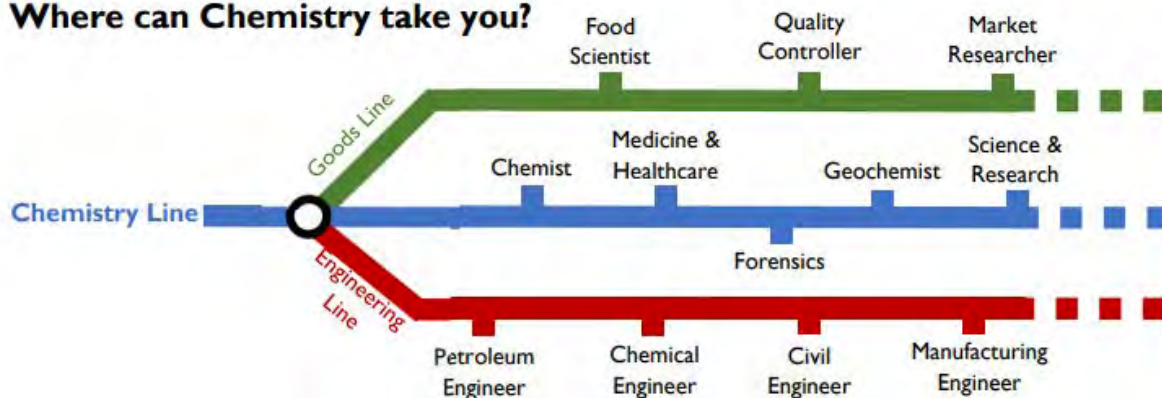 Where can Chemistry take you?
Food
Scientist
Quality
Controller
Market
Researcher
Goods Line
Chemist
Medicine &
Healthcare
Geochemist
Science &
Research
Chemistry Line
Forensics
Engineering
Line
Petroleum
Engineer
Chemical
Engineer
Civil
Engineer
Manufacturing
Engineer